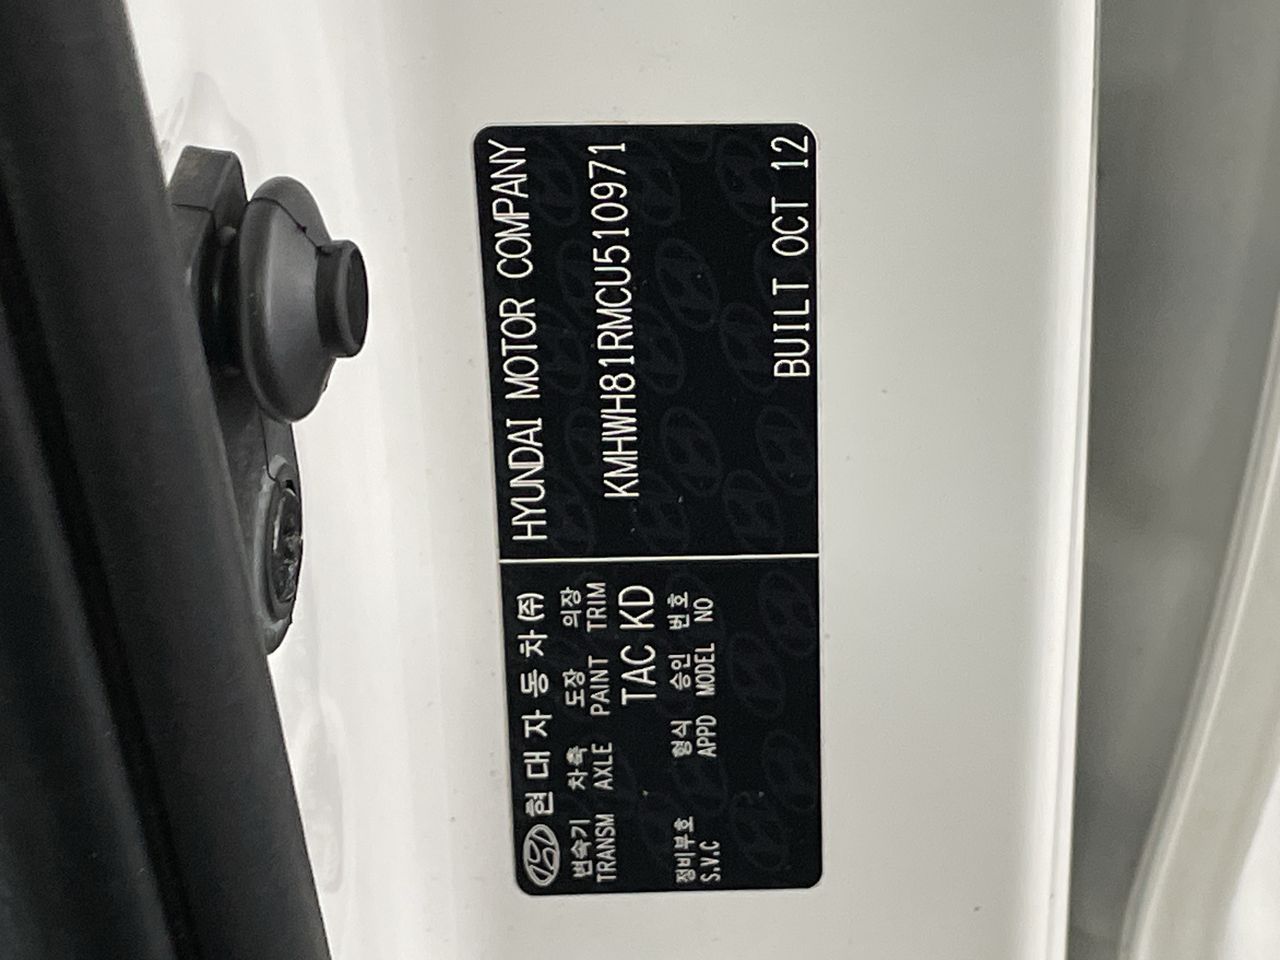 현대자동차(주)
변속기 차축 도장 의장
TRANSM AXLE PAINT TRIM
TAC KD
정비부호 형식 승인 번호
S.V.C APPD MODEL NO
HYUNDAI MOTOR COMPANY
KMHWH81RMCU510971
BUILT OCT 12